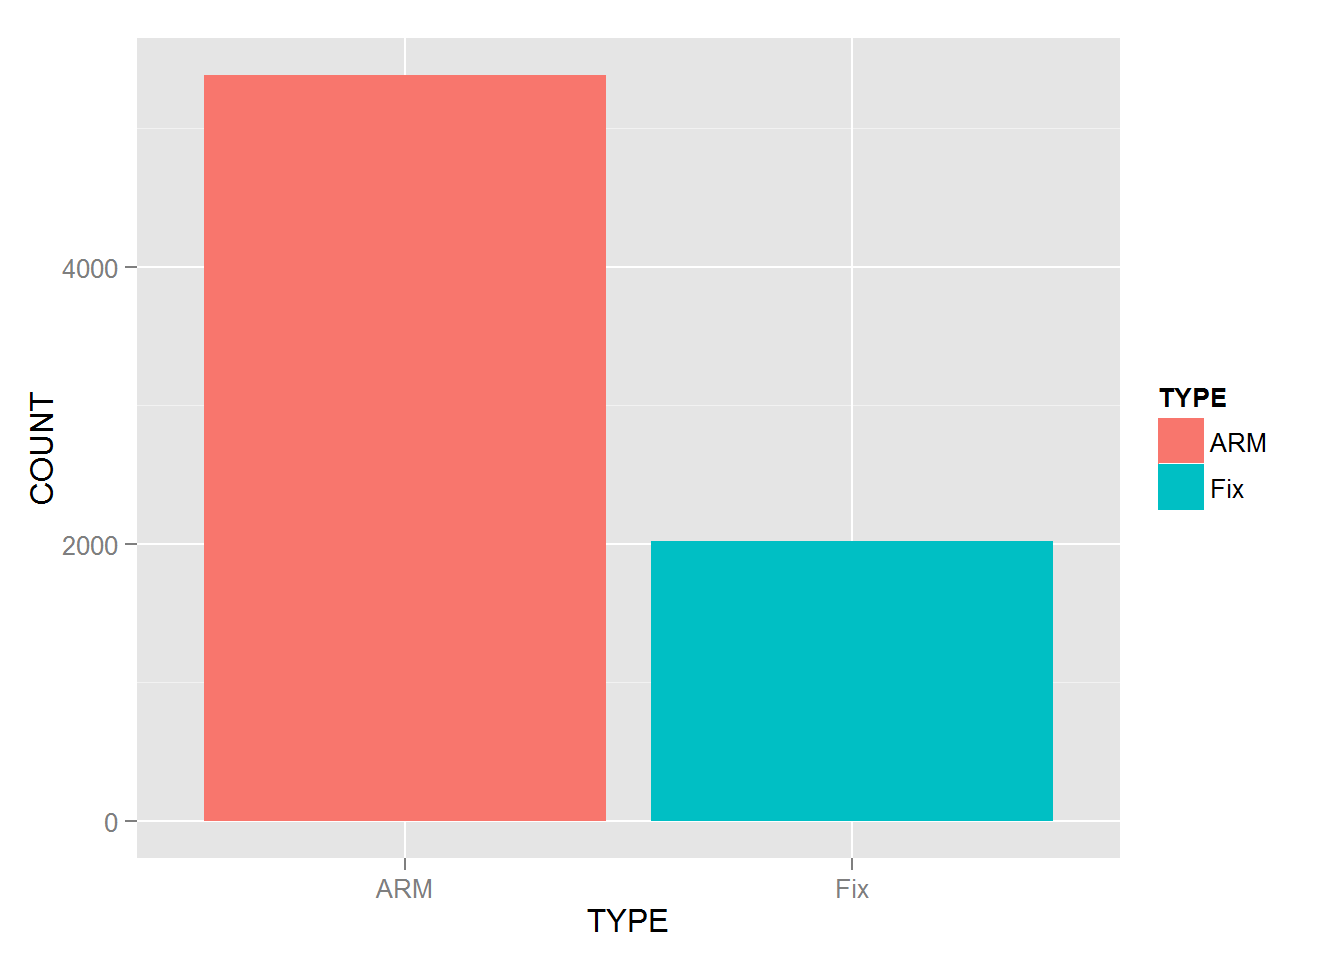 COUNT
4000
2000
0
ARM
Fix
TYPE
TYPE
ARM
Fix